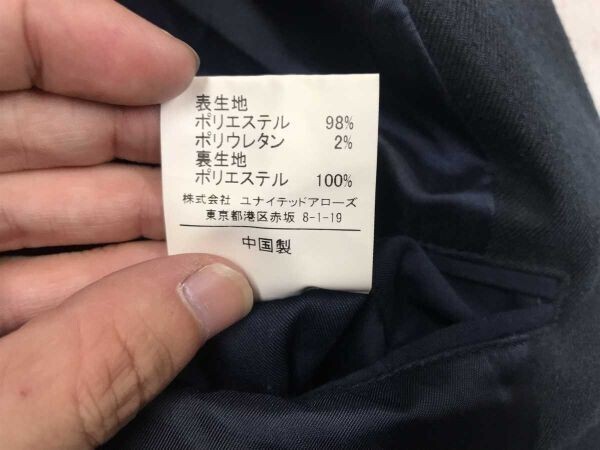 表生地
ポリエステル 98%
ポリウレタン 2%
裏生地
ポリエステル 100%
株式会社 ユナイテッドアローズ
東京都港区赤坂 8-1-19
中国製